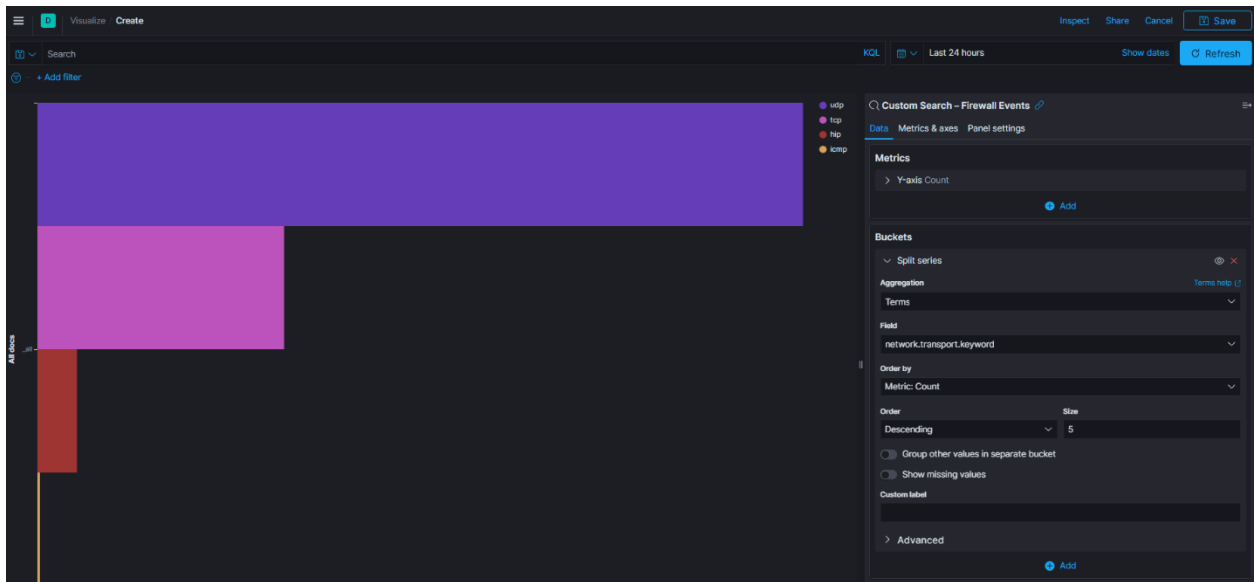 D Visualize / Create Inspect Share Cancel Save
Search KQL Last 24 hours Show dates Refresh
+ Add filter
udp
tcp
hip
icmp
All docs
_all
Custom Search – Firewall Events
Data Metrics & axes Panel settings
Metrics
Y-axis Count
Add
Buckets
Split series
Aggregation Terms help
Terms
Field
network.transport.keyword
Order by
Metric: Count
Order Size
Descending 5
Group other values in separate bucket
Show missing values
Custom label
Advanced
Add